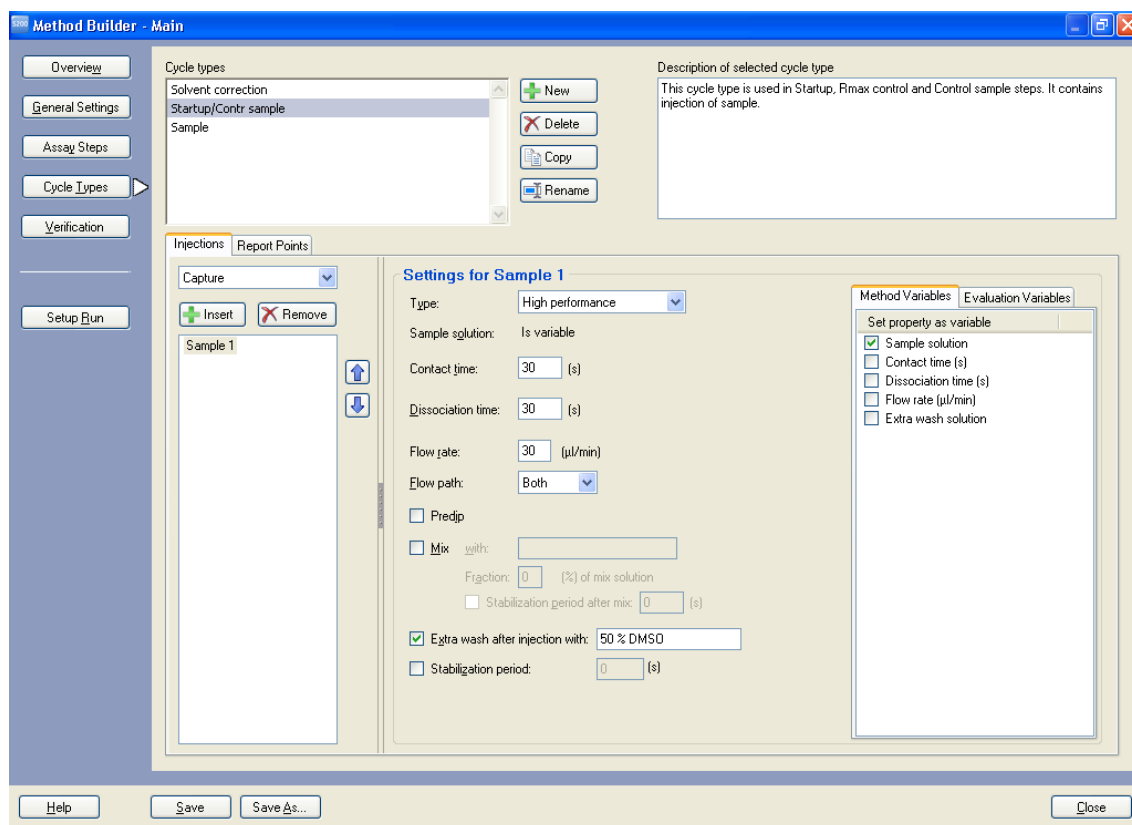 S200 Method Builder - Main
Overview
General Settings
Assay Steps
Cycle Types
Verification
Setup Run
Cycle types
Solvent correction
Startup/Contr sample
Sample
New
Delete
Copy
Rename
Description of selected cycle type
This cycle type is used in Startup, Rmax control and Control sample steps. It contains
injection of sample.
Injections Report Points
Capture
Insert Remove
Sample 1
Settings for Sample 1
Type: High performance
Sample solution: Is variable
Contact time: 30 (s)
Dissociation time: 30 (s)
Flow rate: 30 (µl/min)
Flow path: Both
Predip
Mix with:
Fraction: 0 (%) of mix solution
Stabilization period after mix: 0 (s)
Extra wash after injection with: 50 % DMSO
Stabilization period: 0 (s)
Method Variables Evaluation Variables
Set property as variable
Sample solution
Contact time (s)
Dissociation time (s)
Flow rate (µl/min)
Extra wash solution
Help Save Save As... Close